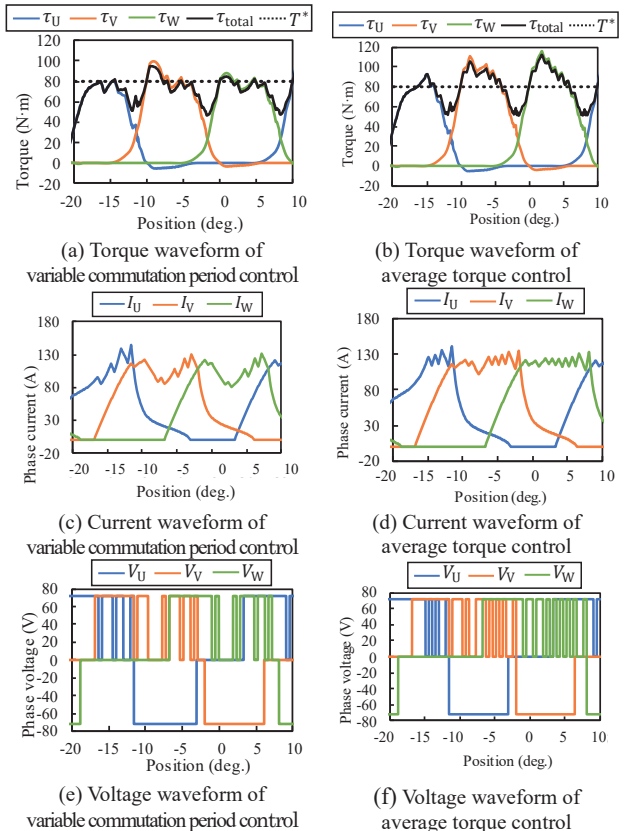 τU τV τW τtotal T*
τU τV τW τtotal T*
Torque (N·m)
120
100
80
60
40
20
0
-20
-20 -15 -10 -5 0 5 10
Position (deg.)
Torque (N·m)
120
100
80
60
40
20
0
-20
-20 -15 -10 -5 0 5 10
Position (deg.)
(a) Torque waveform of
variable commutation period control
(b) Torque waveform of
average torque control
IU IV IW
IU IV IW
Phase current (A)
180
130
80
30
-20
-20 -15 -10 -5 0 5 10
Position (deg.)
Phase current (A)
180
130
80
30
-20
-20 -15 -10 -5 0 5 10
Position (deg.)
(c) Current waveform of
variable commutation period control
(d) Current waveform of
average torque control
VU VV VW
VU VV VW
Phase voltage (V)
80
60
40
20
0
-20
-40
-60
-80
-20 -15 -10 -5 0 5 10
Position (deg.)
Phase voltage (V)
80
60
40
20
0
-20
-40
-60
-80
-20 -15 -10 -5 0 5 10
Position (deg.)
(e) Voltage waveform of
variable commutation period control
(f) Voltage waveform of
average torque control